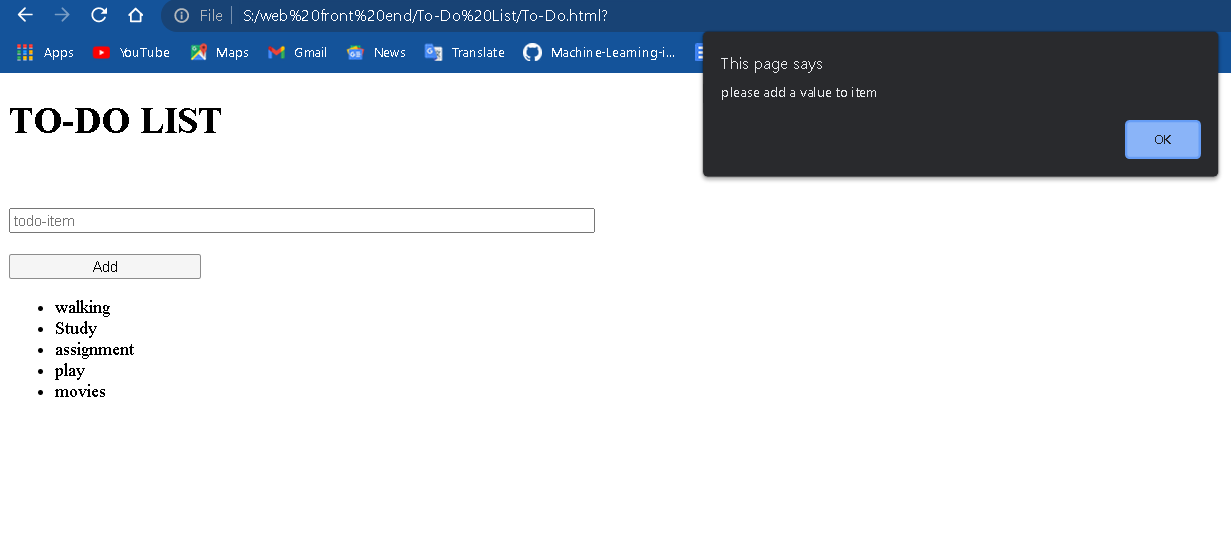 File S:/web%20front%20end/To-Do%20List/To-Do.html?
Apps YouTube Maps Gmail News Translate Machine-Learning-i...
This page says
please add a value to item
OK
TO-DO LIST
todo-item
Add
walking
Study
assignment
play
movies